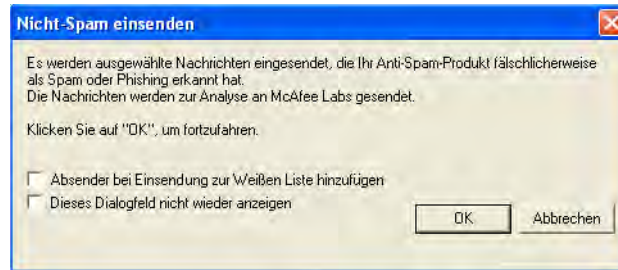 Nicht-Spam einsenden
Es werden ausgewählte Nachrichten eingesendet, die Ihr Anti-Spam-Produkt fälschlicherweise
als Spam oder Phishing erkannt hat.
Die Nachrichten werden zur Analyse an McAfee Labs gesendet.
Klicken Sie auf "OK", um fortzufahren.
Absender bei Einsendung zur Weißen Liste hinzufügen
Dieses Dialogfeld nicht wieder anzeigen
OK
Abbrechen